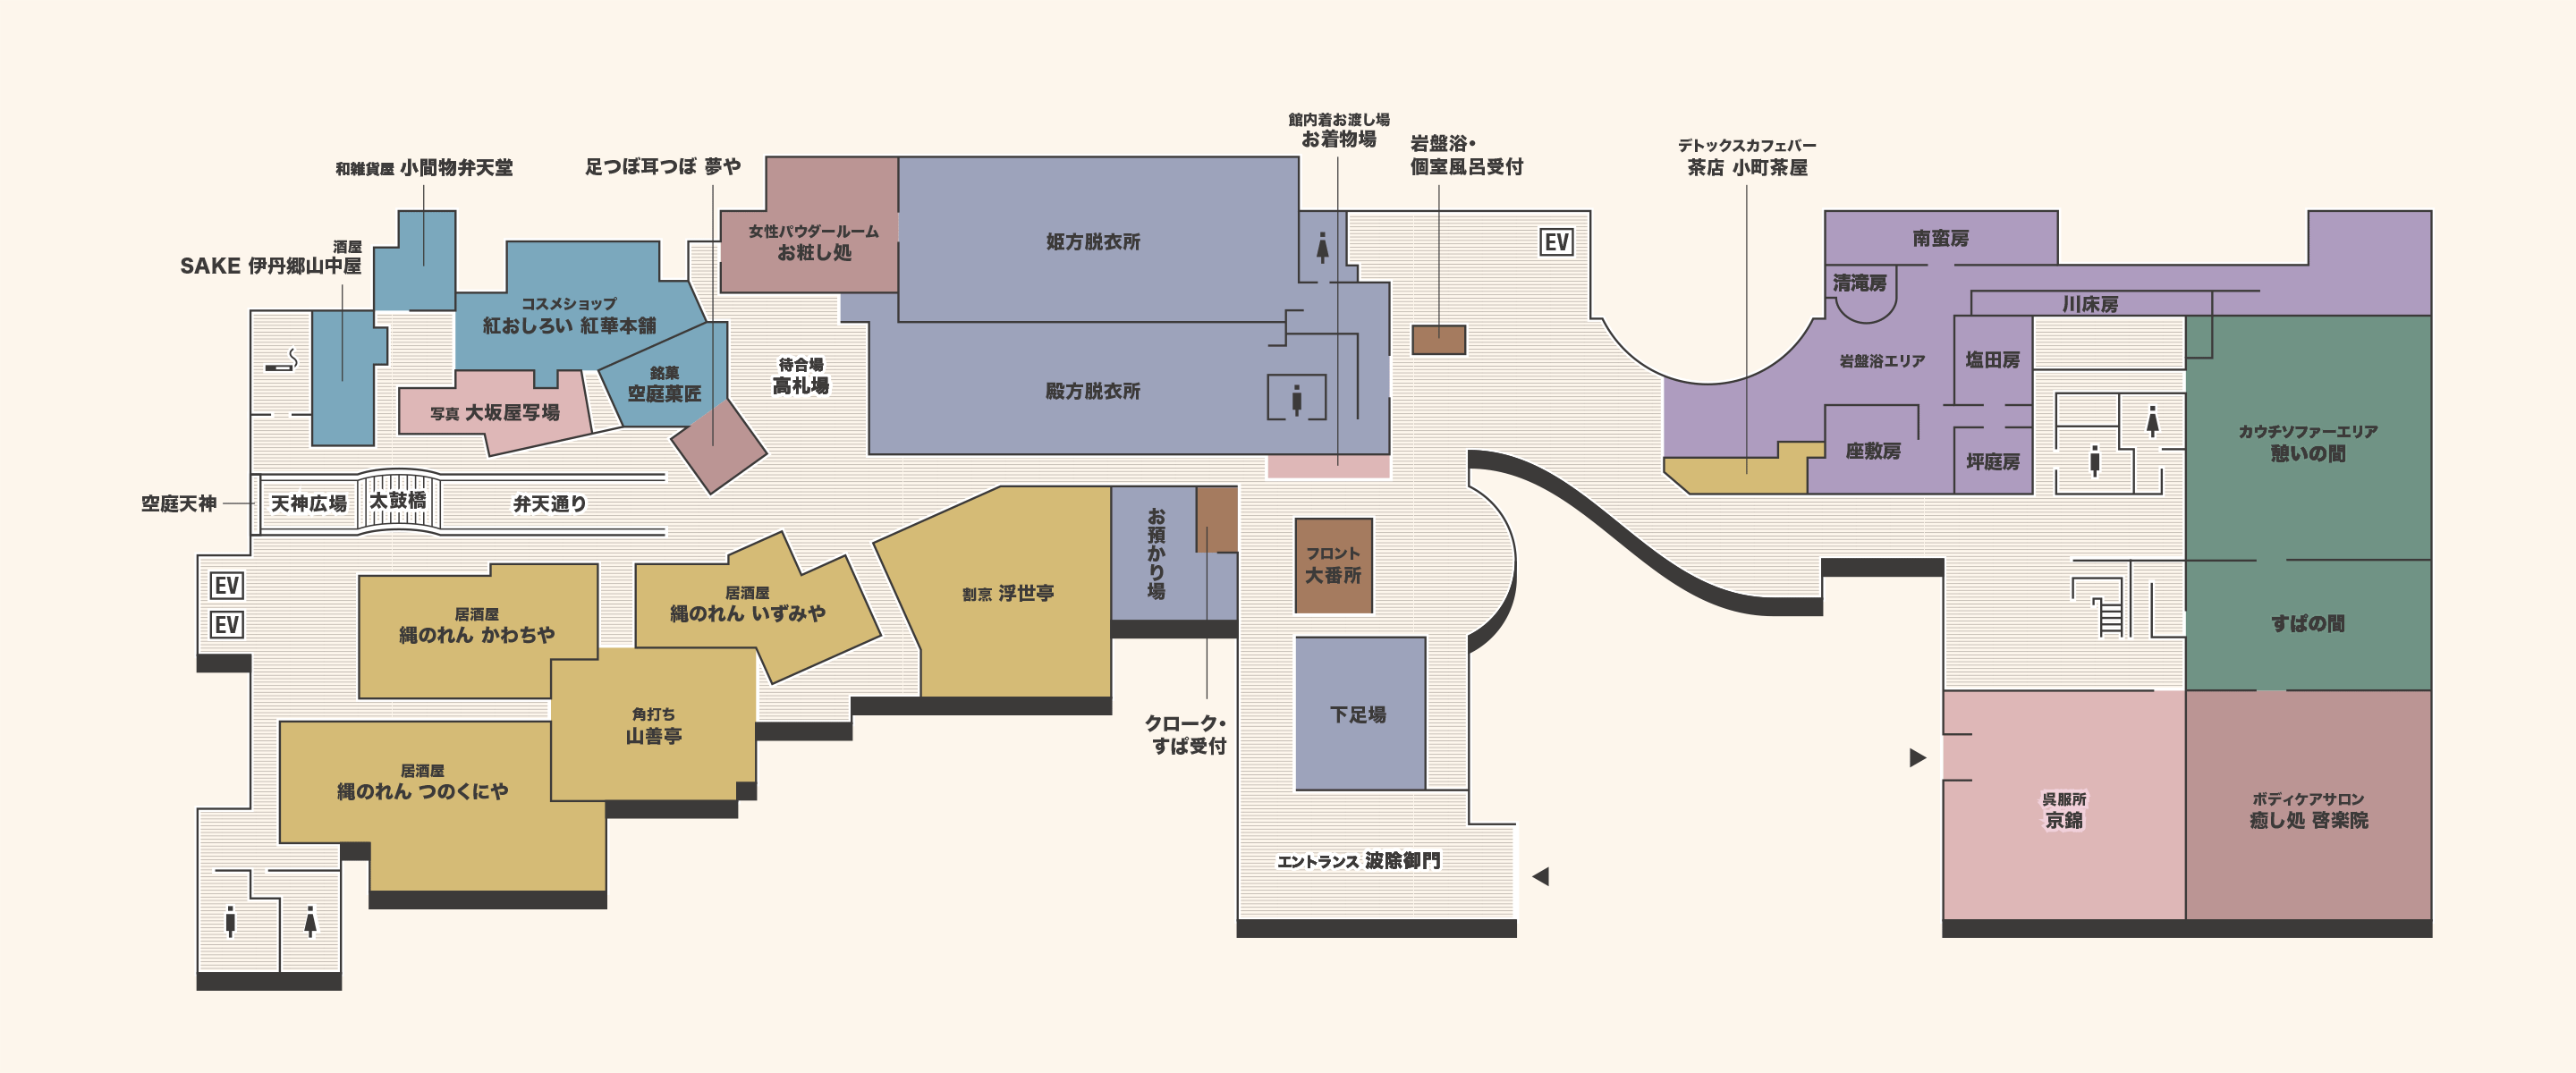 館内着お渡し場
お着物場
岩盤浴・
個室風呂受付
デトックスカフェバー
茶店 小町茶屋
和雑貨屋 小間物弁天堂
足つぼ耳つぼ 夢や
酒屋
SAKE 伊丹郷山中屋
女性パウダールーム
お粧し処
姫方脱衣所
EV
南蛮房
清滝房
川床房
コスメショップ
紅おしろい 紅華本舗
待合場
高札場
銘菓
空庭菓匠
写真 大坂屋写場
殿方脱衣所
岩盤浴エリア
塩田房
座敷房
坪庭房
カウチソファーエリア
憩いの間
空庭天神
天神広場
太鼓橋
弁天通り
お預かり場
フロント
大番所
EV
EV
居酒屋
縄のれん かわちや
居酒屋
縄のれん いずみや
割烹 浮世亭
すぱの間
角打ち
山善亭
クローク・
すぱ受付
下足場
居酒屋
縄のれん つのくにや
呉服所
京錦
ボディケアサロン
癒し処 啓楽院
エントランス 波除御門